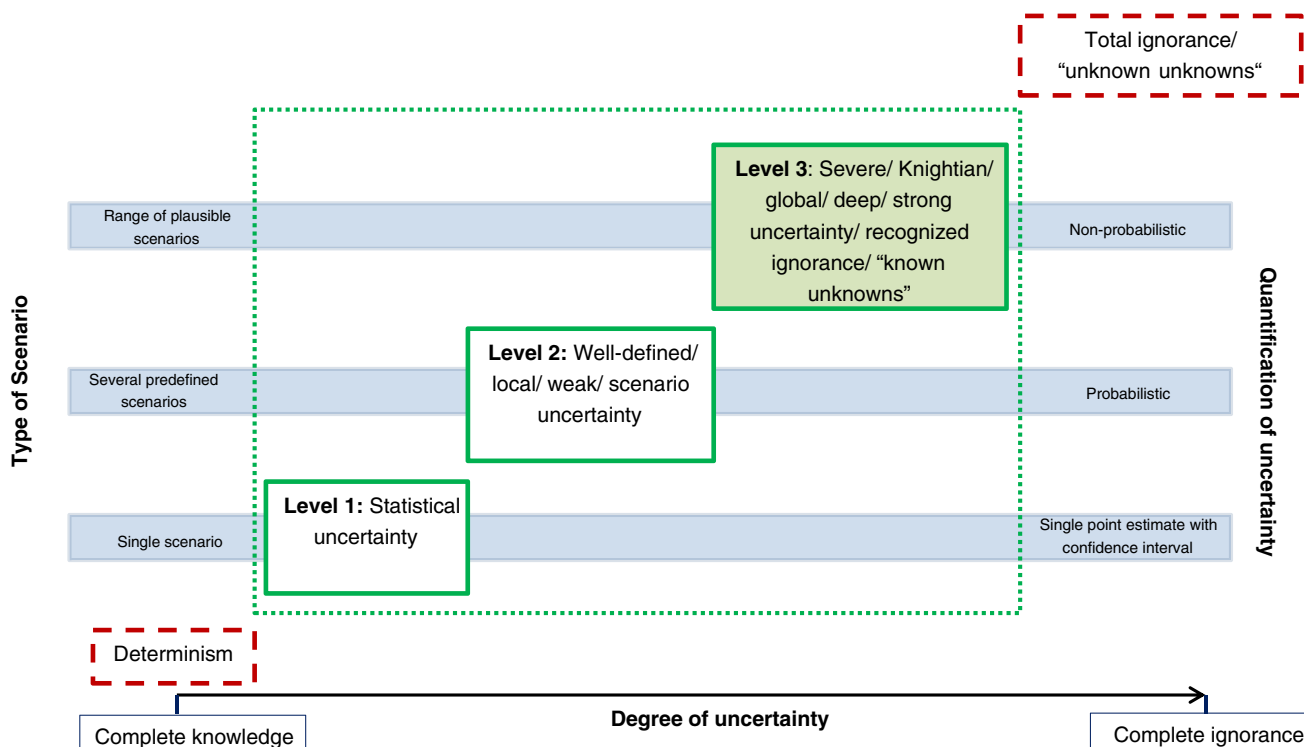 Total ignorance/
“unknown unknowns“
Level 3: Severe/ Knightian/
global/ deep/ strong
uncertainty/ recognized
ignorance/ “known
unknowns”
Range of plausible
scenarios
Non-probabilistic
Type of Scenario
Quantification of uncertainty
Level 2: Well-defined/
local/ weak/ scenario
uncertainty
Several predefined
scenarios
Probabilistic
Level 1: Statistical
uncertainty
Single scenario
Single point estimate with
confidence interval
Determinism
Degree of uncertainty
Complete knowledge
Complete ignorance